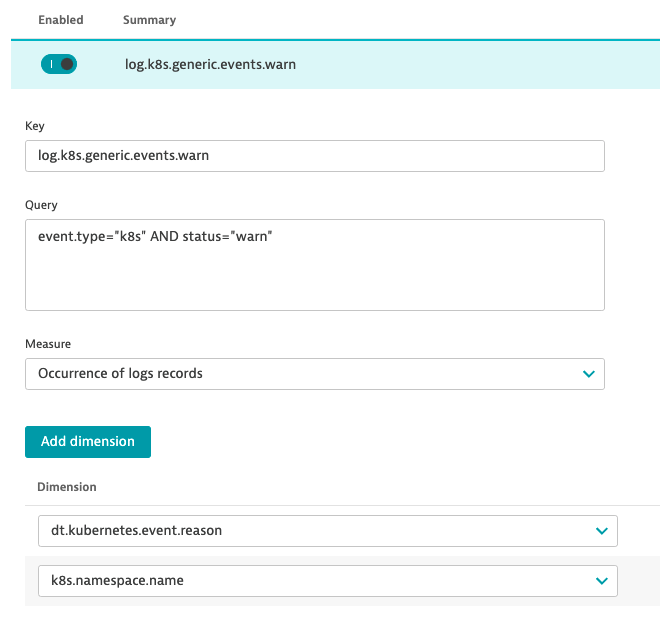 Enabled Summary
log.k8s.generic.events.warn
Key
log.k8s.generic.events.warn
Query
event.type="k8s" AND status="warn"
Measure
Occurrence of logs records
Add dimension
Dimension
dt.kubernetes.event.reason
k8s.namespace.name